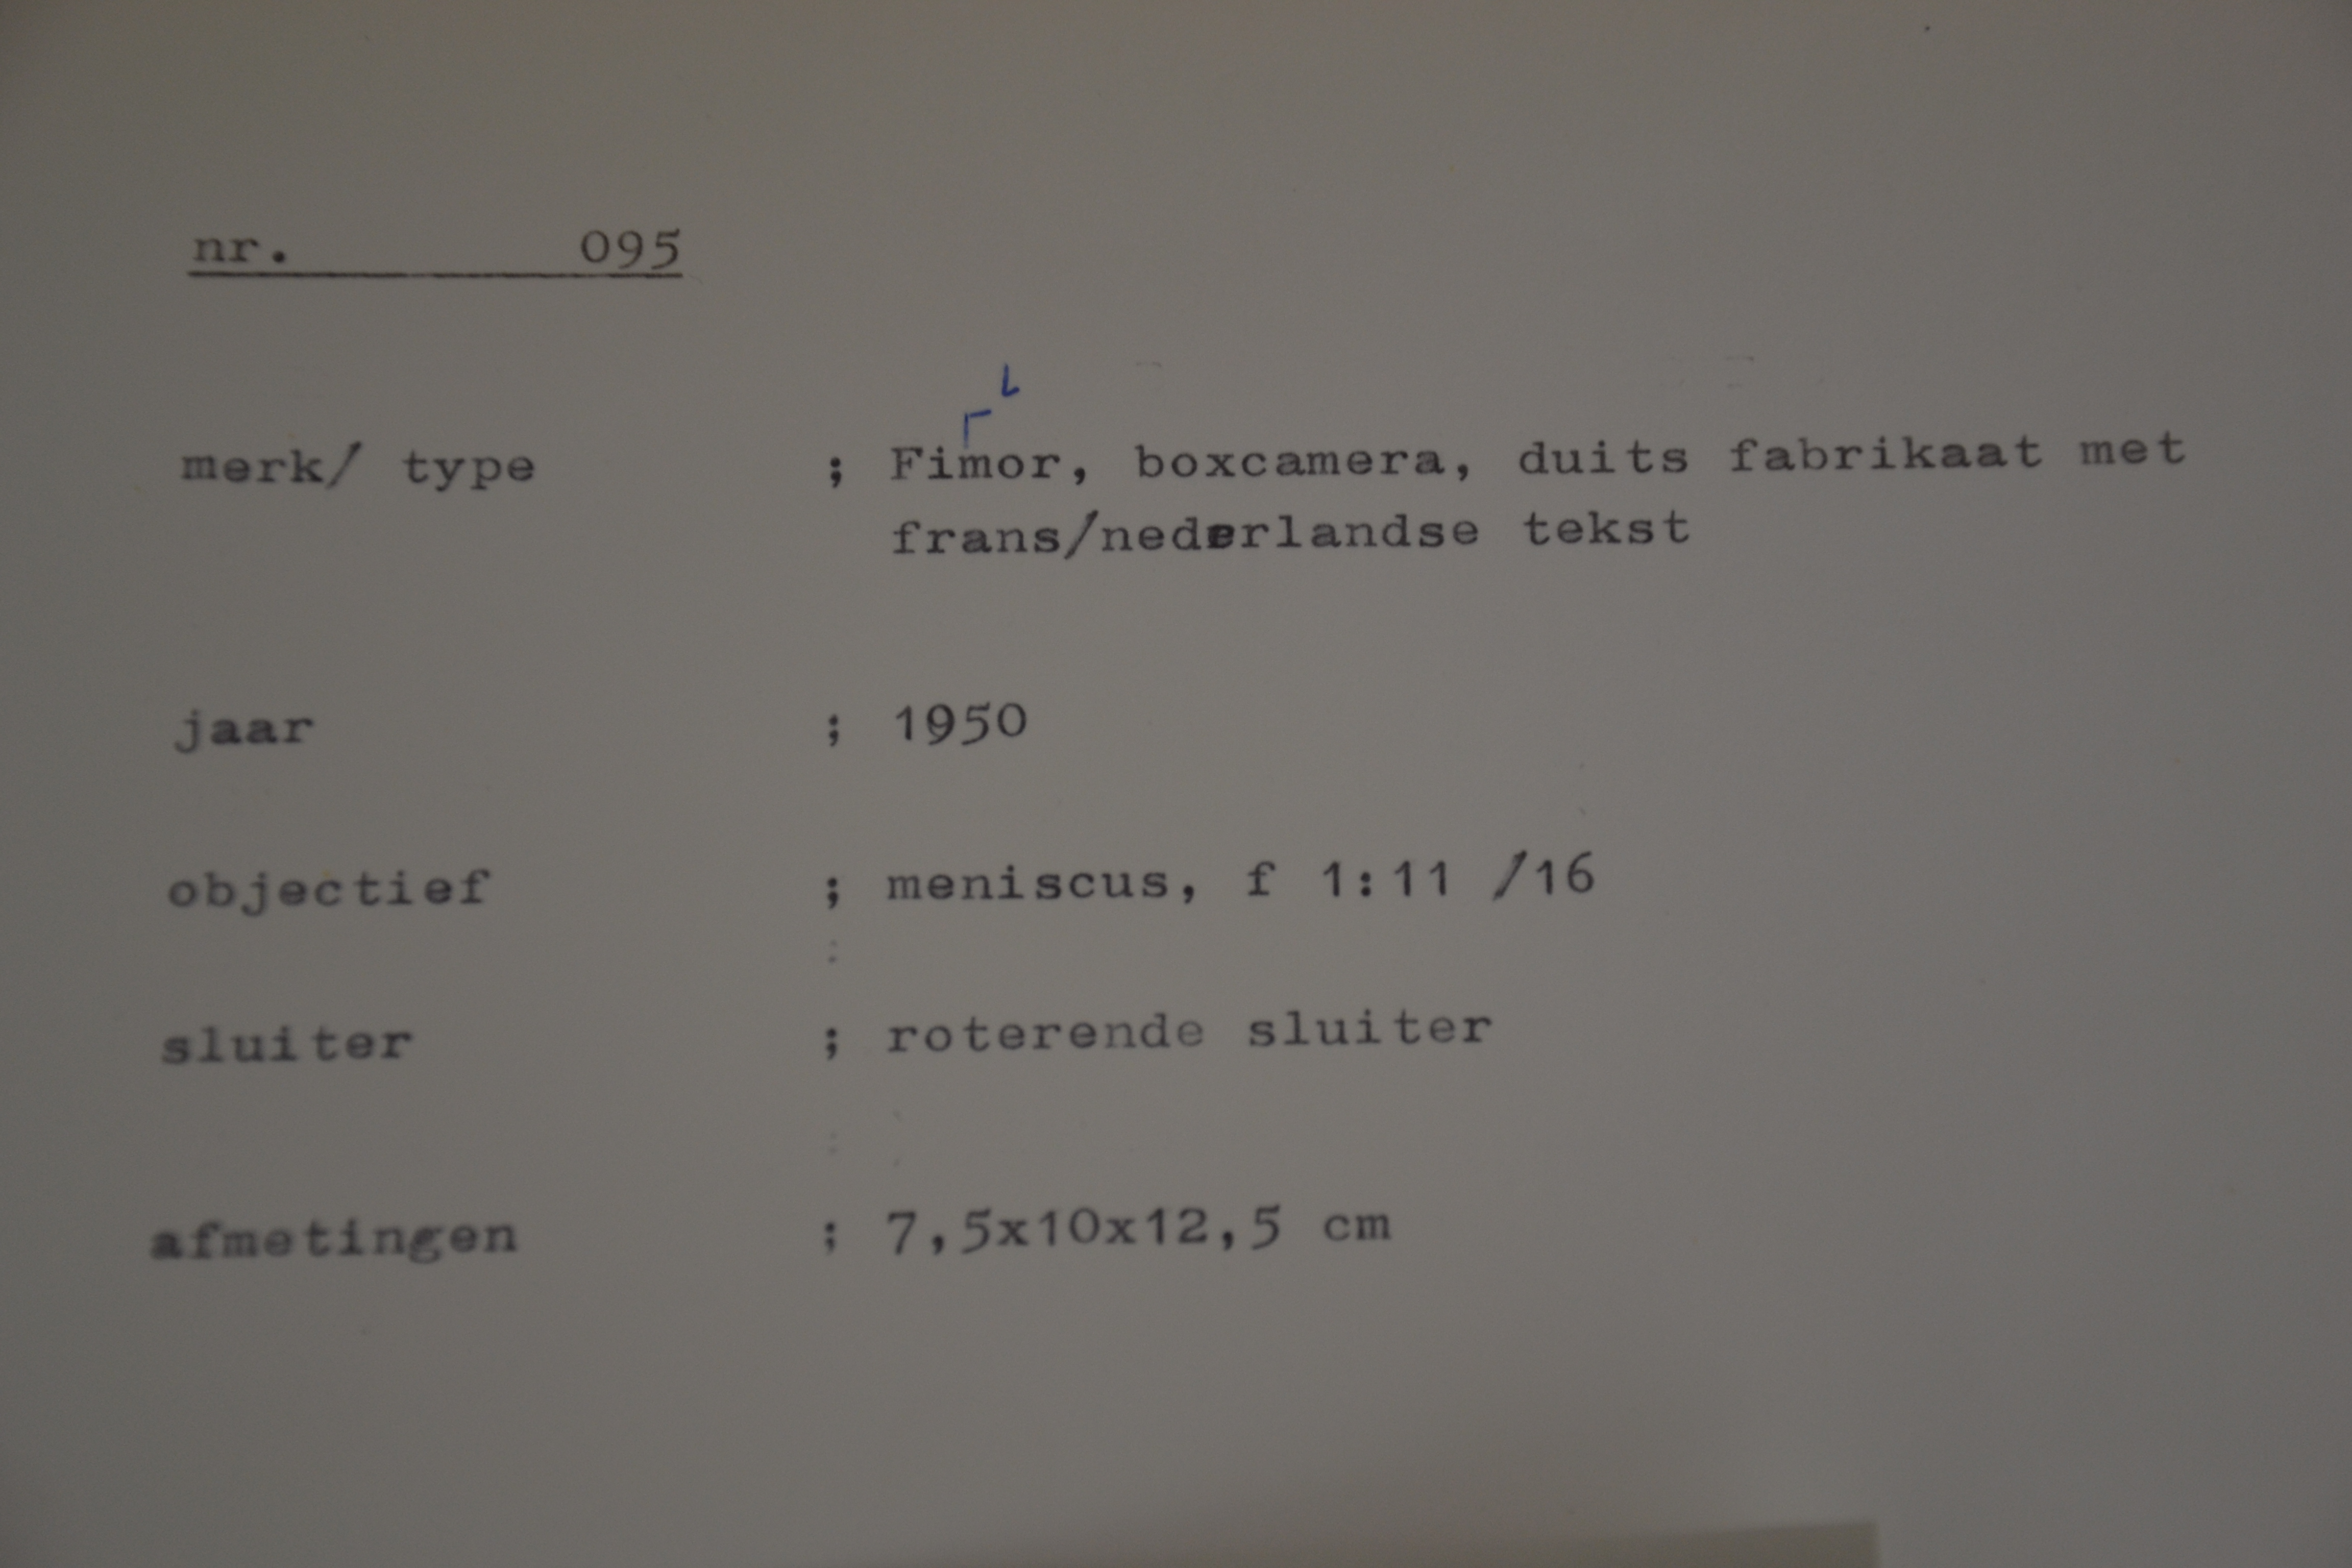 nr. 095
L
merk/ type ; Fimor, boxcamera, duits fabrikaat met
frans/nederlandse tekst
jaar ; 1950
objectief ; meniscus, f 1:11 /16
sluiter ; roterende sluiter
afmetingen ; 7,5x10x12,5 cm